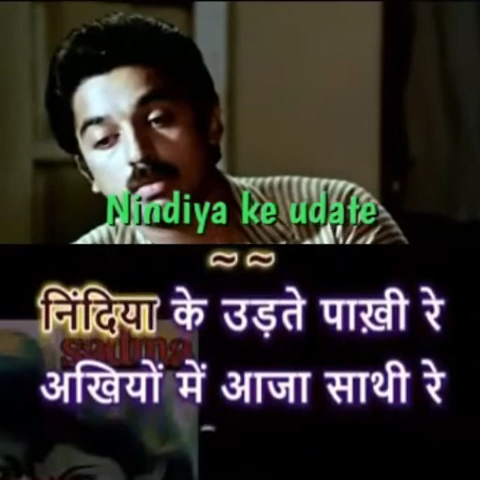 Nindiya ke udate
~ ~
निंदिया के उड़ते पाख़ी रे
sadma
अखियों में आजा साथी रे